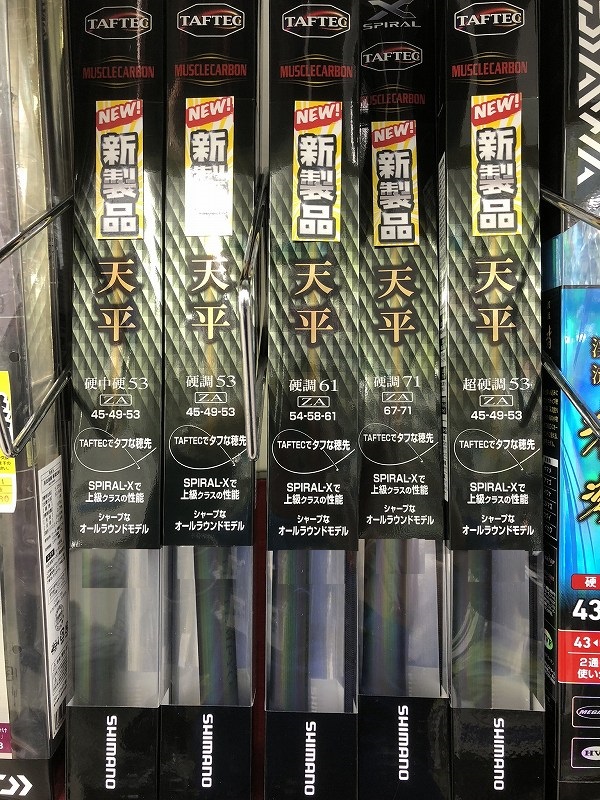 TAFTEC
MUSCLECARBON
NEW!
新製品
天平
硬中硬 53
ZA
45-49-53
TAFTECでタフな穂先
SPIRAL-Xで
上級クラスの性能
シャープな
オールラウンドモデル
SHIMANO
TAFTEC
MUSCLECARBON
NEW!
新製品
天平
硬調 53
ZA
45-49-53
TAFTECでタフな穂先
SPIRAL-Xで
上級クラスの性能
シャープな
オールラウンドモデル
SHIMANO
TAFTEC
MUSCLECARBON
NEW!
新製品
天平
硬調 61
ZA
54-58-61
TAFTECでタフな穂先
SPIRAL-Xで
上級クラスの性能
シャープな
オールラウンドモデル
SHIMANO
SPIRAL
TAFTEC
MUSCLECARBON
NEW!
新製品
天平
硬調 71
ZA
67-71
TAFTECでタフな穂先
SPIRAL-Xで
上級クラスの性能
シャープな
オールラウンドモデル
SHIMANO
TAFTEC
MUSCLECARBON
NEW!
新製品
天平
超硬調 53
ZA
45-49-53
TAFTECでタフな穂先
SPIRAL-Xで
上級クラスの性能
シャープな
オールラウンドモデル
SHIMANO
硬
43
43
2通
使い
MEGA
HV